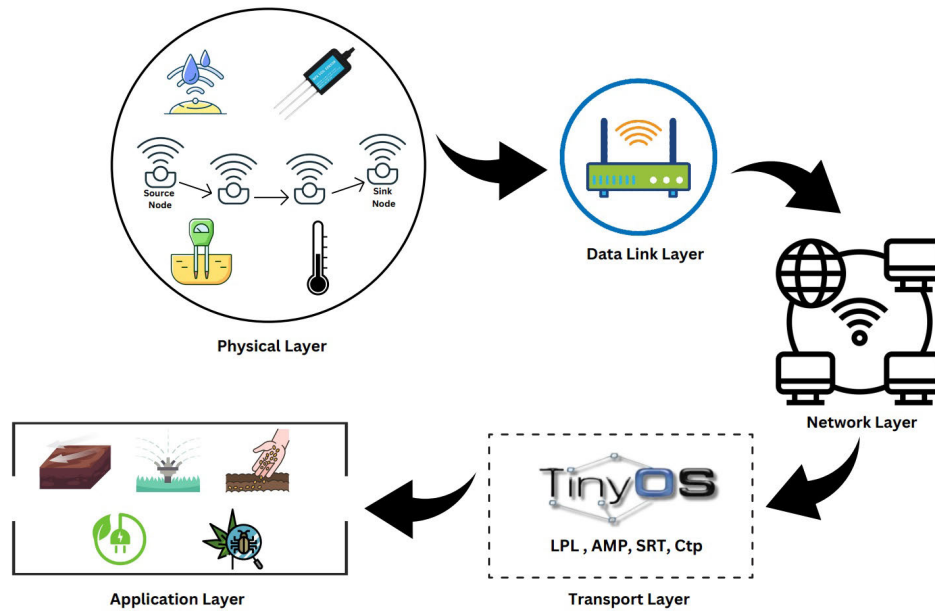 Source
Node
Sink
Node
Physical Layer
Data Link Layer
Network Layer
TinyOS
LPL , AMP, SRT, Ctp
Transport Layer
Application Layer